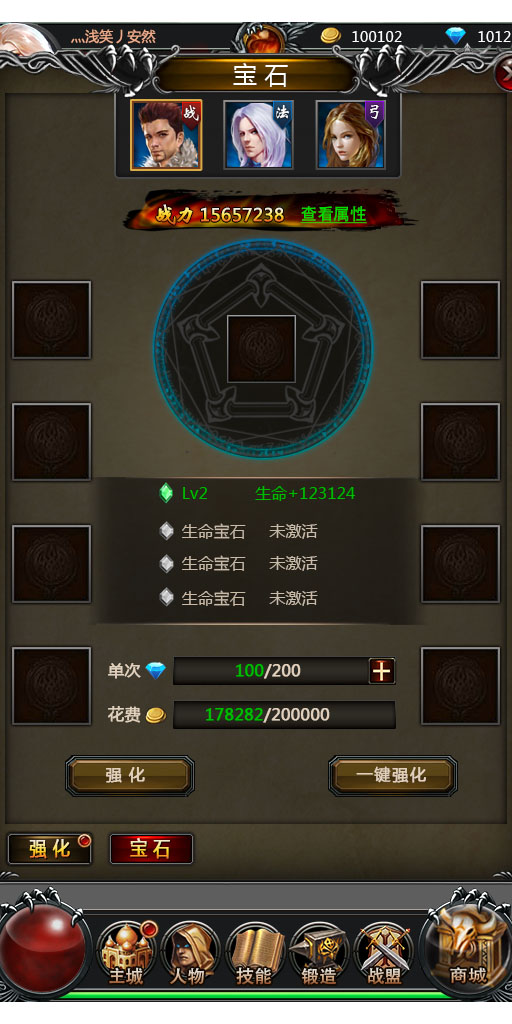 灬浅笑丿安然 100102 1012
宝石
战 法 弓
战力 15657238 查看属性
Lv2 生命+123124
生命宝石 未激活
生命宝石 未激活
生命宝石 未激活
单次 100/200
花费 178282/200000
强化 一键强化
强化 宝石
主城 人物 技能 锻造 战盟 商城